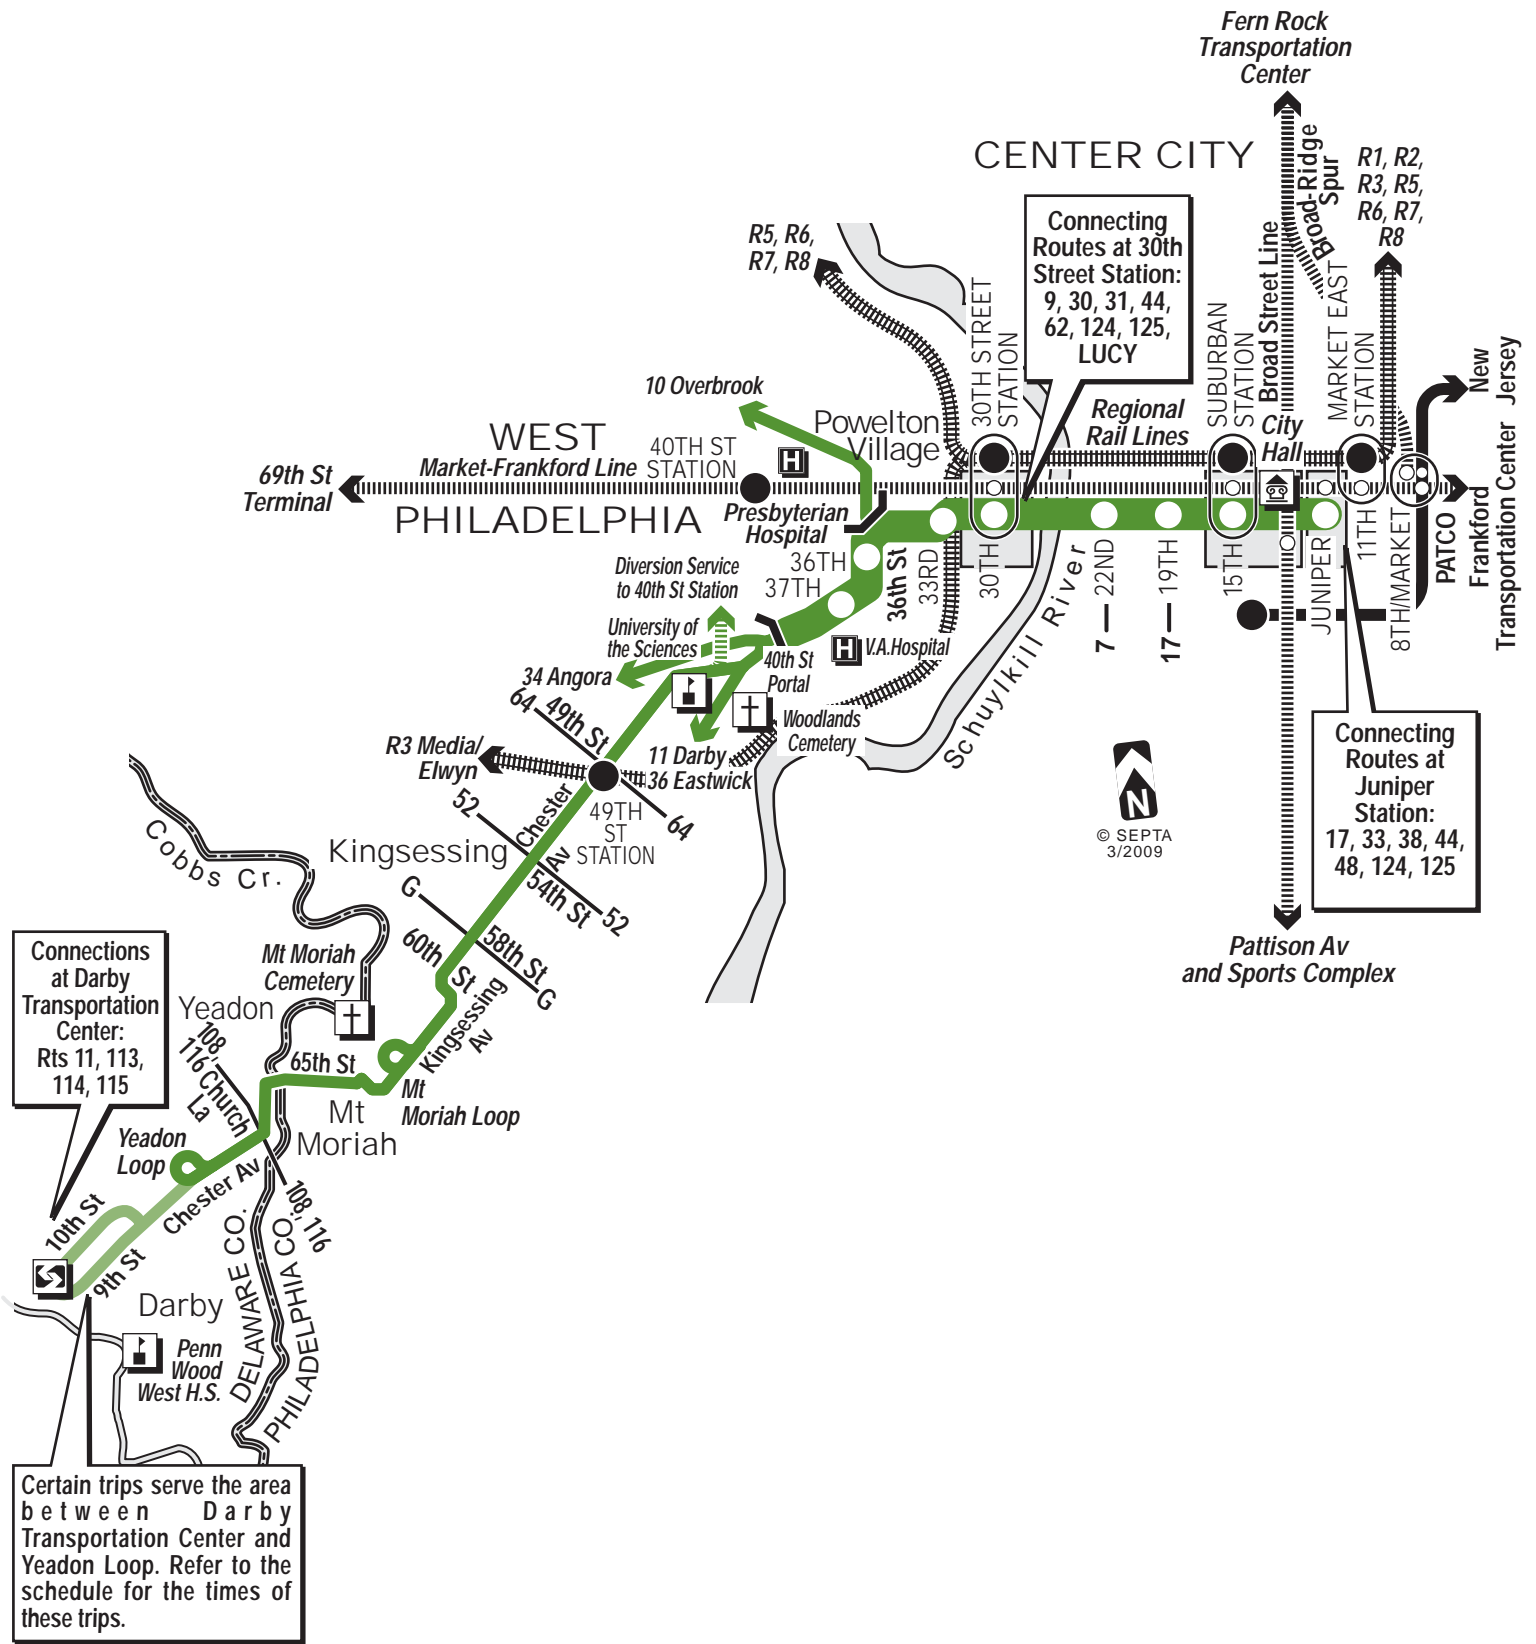 Fern Rock
Transportation
Center
CENTER CITY
Broad Street Line
Broad-Ridge
Spur
R1, R2,
R3, R5,
R6, R7,
R8
Connecting
Routes at 30th
Street Station:
9, 30, 31, 44,
62, 124, 125,
LUCY
R5, R6,
R7, R8
30TH STREET
STATION
SUBURBAN
STATION
MARKET EAST
STATION
New
Jersey
10 Overbrook
Powelton
Village
Regional
Rail Lines
City
Hall
WEST
PHILADELPHIA
40TH ST
STATION
H
Market-Frankford Line
69th St
Terminal
Presbyterian
Hospital
36TH
37TH
36th St
33RD
30TH
22ND
7
19TH
17
15TH
JUNIPER
11TH
8TH/MARKET
PATCO
Frankford
Transportation Center
Diversion Service
to 40th St Station
University of
the Sciences
H
V.A.Hospital
40th St
Portal
Schuylkill River
34 Angora
64
49th St
Woodlands
Cemetery
R3 Media/
Elwyn
11 Darby
36 Eastwick
49TH
ST
STATION
64
Connecting
Routes at
Juniper
Station:
17, 33, 38, 44,
48, 124, 125
N
© SEPTA
3/2009
52
Chester
Av
Kingsessing
54th St
52
Cobbs Cr.
G
58th St
G
60th St
Pattison Av
and Sports Complex
Connections
at Darby
Transportation
Center:
Rts 11, 113,
114, 115
Mt Moriah
Cemetery
Yeadon
Kingsessing
Av
108,
116
Church
La
65th St
Mt
Moriah Loop
Mt
Moriah
Yeadon
Loop
Chester Av
108, 116
10th St
9th St
DELAWARE CO.
PHILADELPHIA CO.
Darby
Penn
Wood
West H.S.
Certain trips serve the area
between Darby
Transportation Center and
Yeadon Loop. Refer to the
schedule for the times of
these trips.